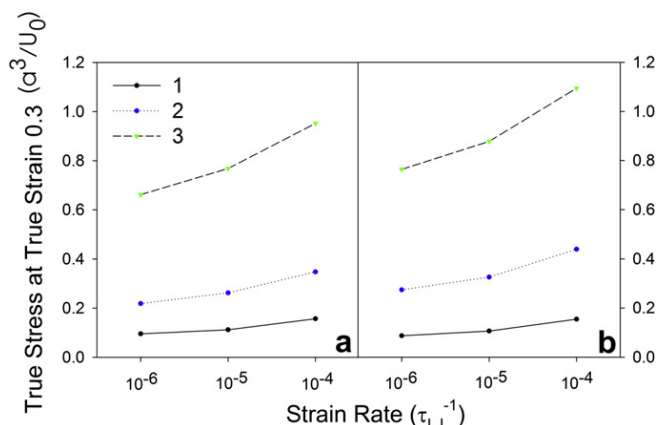 True Stress at True Strain 0.3 (α³/U₀)
1.2 1.2
1.0 1.0
0.8 0.8
0.6 0.6
0.4 0.4
0.2 0.2
0.0 0.0
1
2
3
a b
10⁻⁶ 10⁻⁵ 10⁻⁴ 10⁻⁶ 10⁻⁵ 10⁻⁴
Strain Rate (τ ⁻¹)